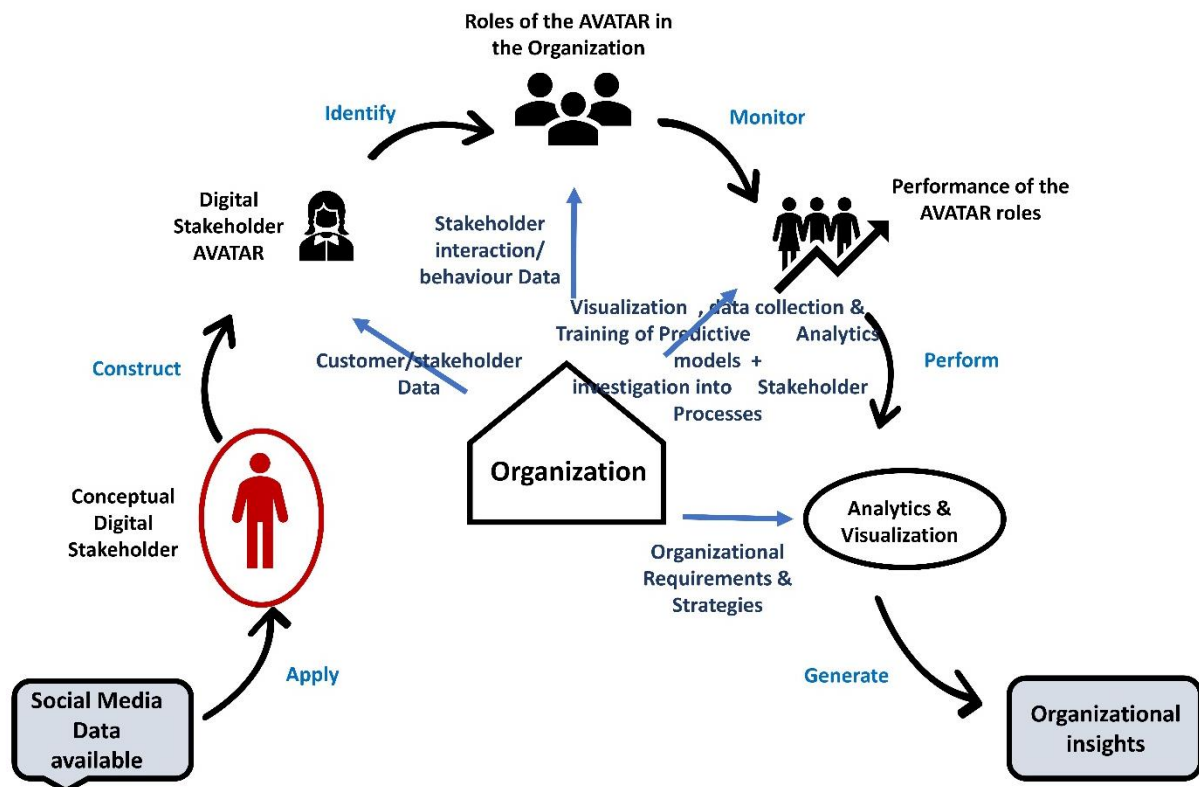 Roles of the AVATAR in
the Organization
Identify
Monitor
Digital
Stakeholder
AVATAR
Performance of the
AVATAR roles
Stakeholder
interaction/
behaviour Data
Visualization , data collection &
Training of Predictive Analytics
models +
investigation into Stakeholder
Processes
Customer/stakeholder
Data
Construct
Perform
Organization
Conceptual
Digital
Stakeholder
Analytics &
Visualization
Organizational
Requirements &
Strategies
Apply
Generate
Social Media
Data
available
Organizational
insights